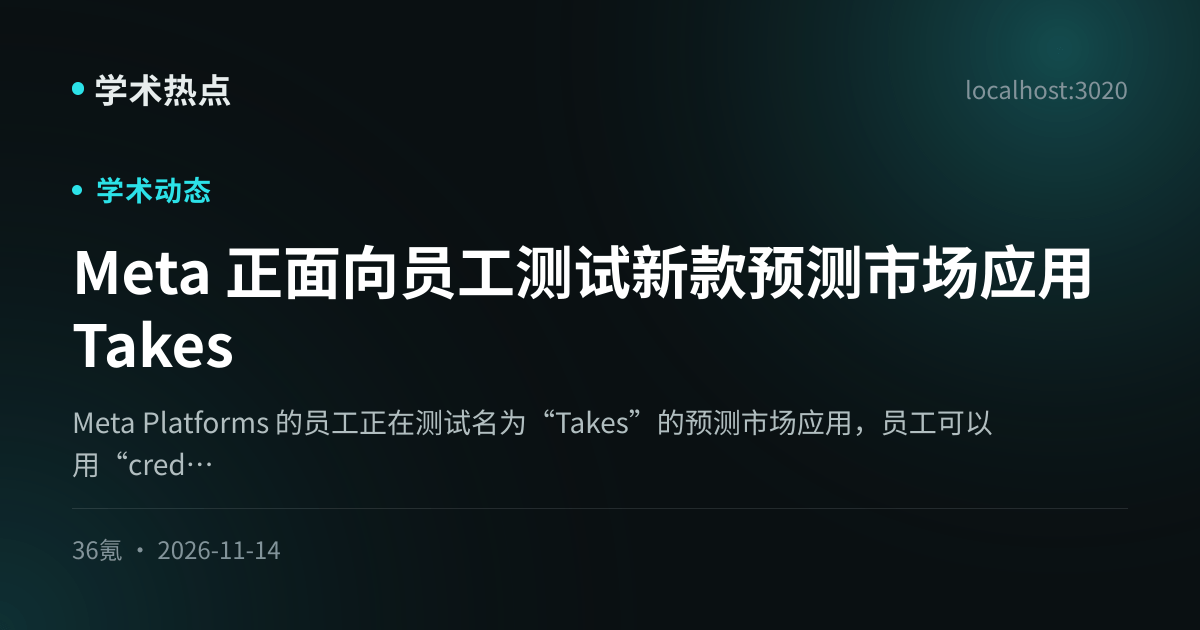 学术热点
localhost:3020
学术动态
Meta 正面向员工测试新款预测市场应用
Takes
Meta Platforms 的员工正在测试名为“Takes”的预测市场应用，员工可以
用“cred…
36氪 · 2026-11-14